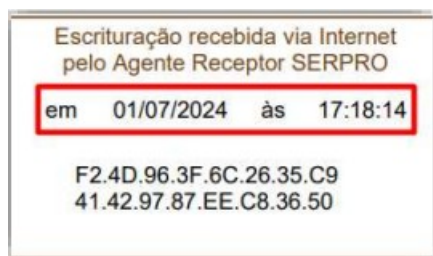 Escrituração recebida via Internet
pelo Agente Receptor SERPRO
em 01/07/2024 às 17:18:14
F2.4D.96.3F.6C.26.35.C9
41.42.97.87.EE.C8.36.50